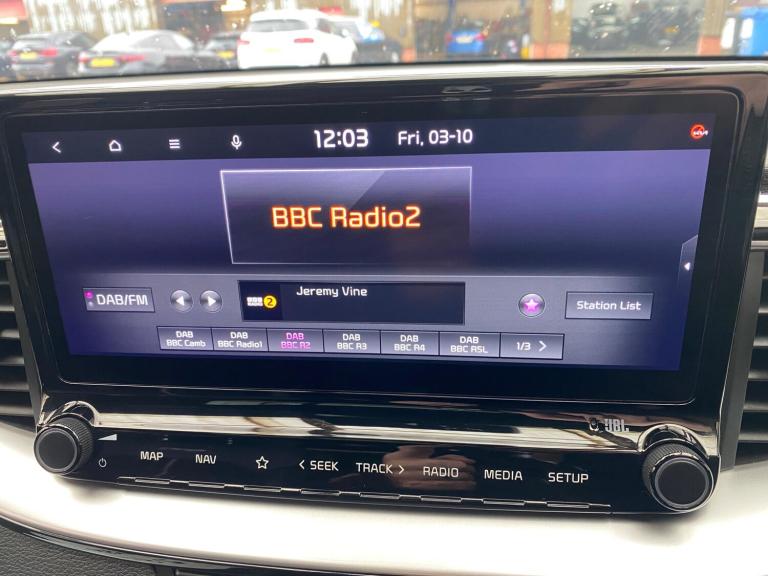 12:03 Fri, 03-10
BBC Radio2
DAB/FM
2
Jeremy Vine
Station List
DAB
BBC Camb
DAB
BBC Radio1
DAB
BBC R2
DAB
BBC R3
DAB
BBC R4
DAB
BBC R5L
1/3
JBL
MAP NAV SEEK TRACK RADIO MEDIA SETUP